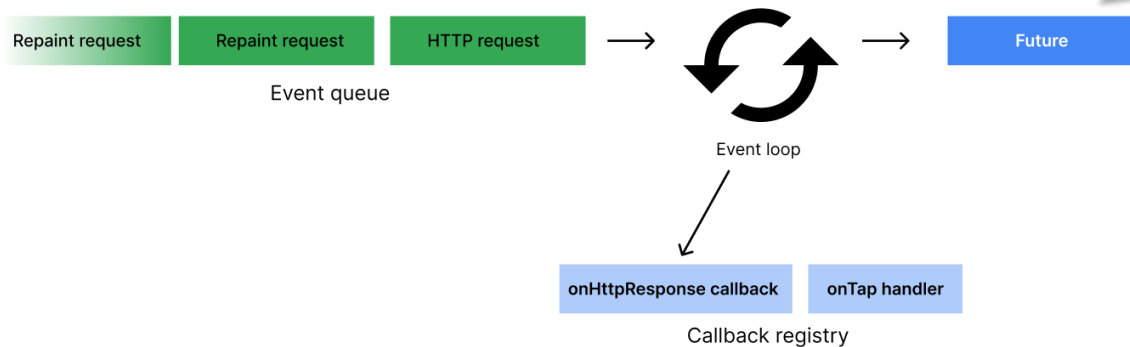 Repaint request
Repaint request
HTTP request
Future
Event queue
Event loop
onHttpResponse callback
onTap handler
Callback registry